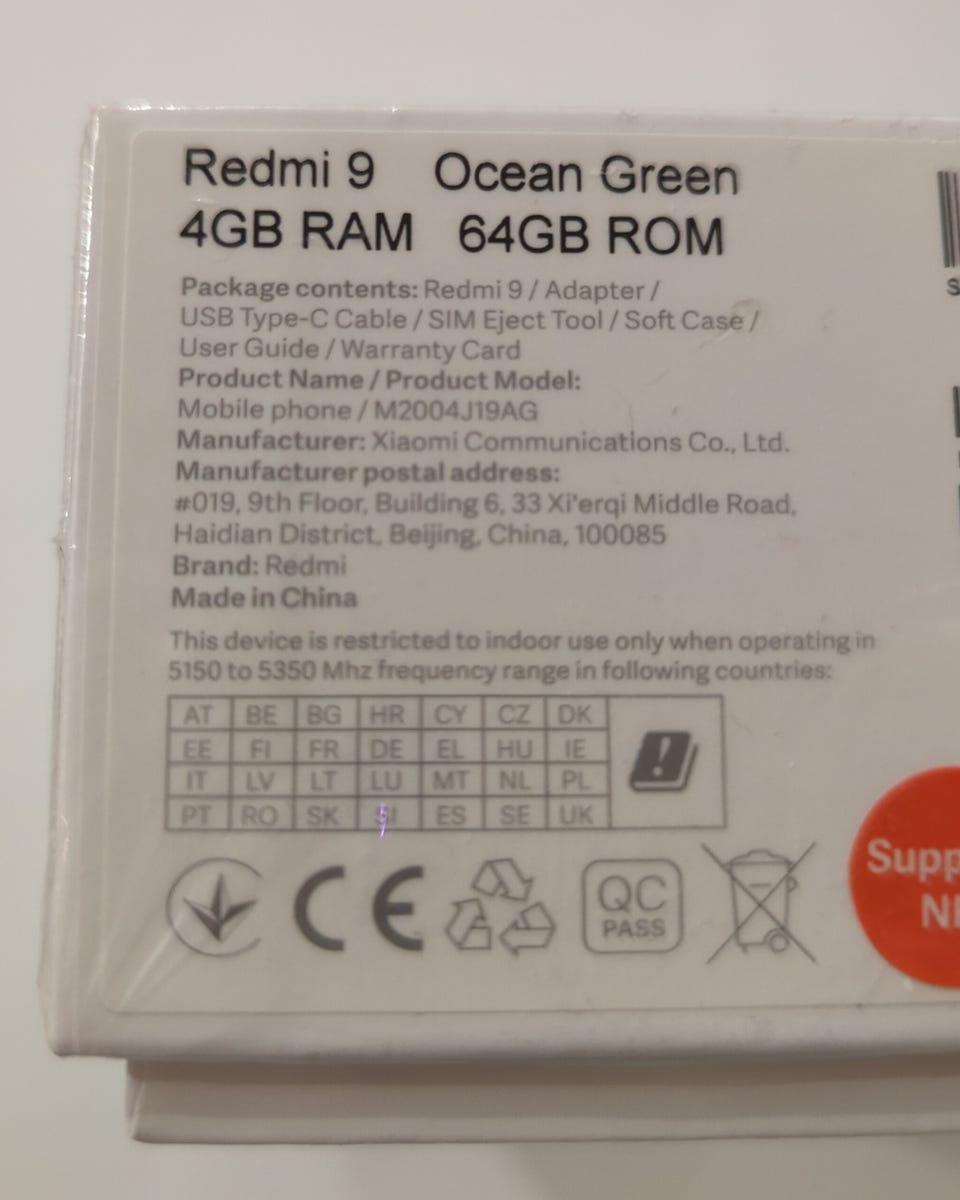 Redmi 9 Ocean Green
4GB RAM 64GB ROM
Package contents: Redmi 9 / Adapter /
USB Type-C Cable / SIM Eject Tool / Soft Case /
User Guide / Warranty Card
Product Name / Product Model:
Mobile phone / M2004J19AG
Manufacturer: Xiaomi Communications Co., Ltd.
Manufacturer postal address:
#019, 9th Floor, Building 6, 33 Xi'erqi Middle Road,
Haidian District, Beijing, China, 100085
Brand: Redmi
Made in China
This device is restricted to indoor use only when operating in
5150 to 5350 Mhz frequency range in following countries:
AT BE BG HR CY CZ DK
EE FI FR DE EL HU IE
IT LV LT LU MT NL PL
PT RO SK SI ES SE UK
CE
QC
PASS
Supp